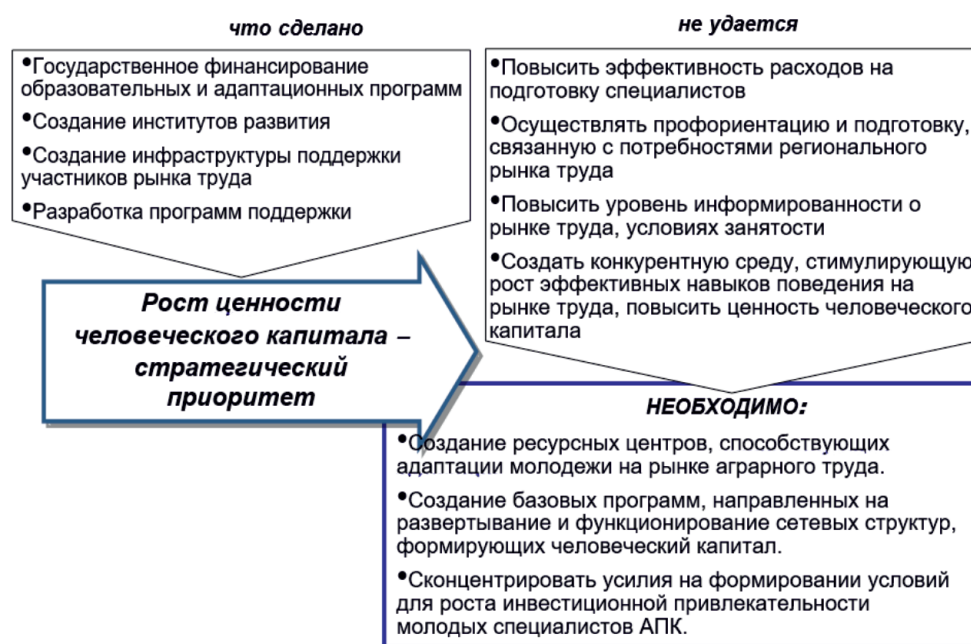 что сделано
•Государственное финансирование
образовательных и адаптационных программ
•Создание институтов развития
•Создание инфраструктуры поддержки
участников рынка труда
•Разработка программ поддержки
не удается
•Повысить эффективность расходов на
подготовку специалистов
•Осуществлять профориентацию и подготовку,
связанную с потребностями регионального
рынка труда
•Повысить уровень информированности о
рынке труда, условиях занятости
•Создать конкурентную среду, стимулирующую
рост эффективных навыков поведения на
рынке труда, повысить ценность человеческого
капитала
Рост ценности
человеческого капитала –
стратегический
приоритет
НЕОБХОДИМО:
•Создание ресурсных центров, способствующих
адаптации молодежи на рынке аграрного труда.
•Создание базовых программ, направленных на
развертывание и функционирование сетевых структур,
формирующих человеческий капитал.
•Сконцентрировать усилия на формировании условий
для роста инвестиционной привлекательности
молодых специалистов АПК.